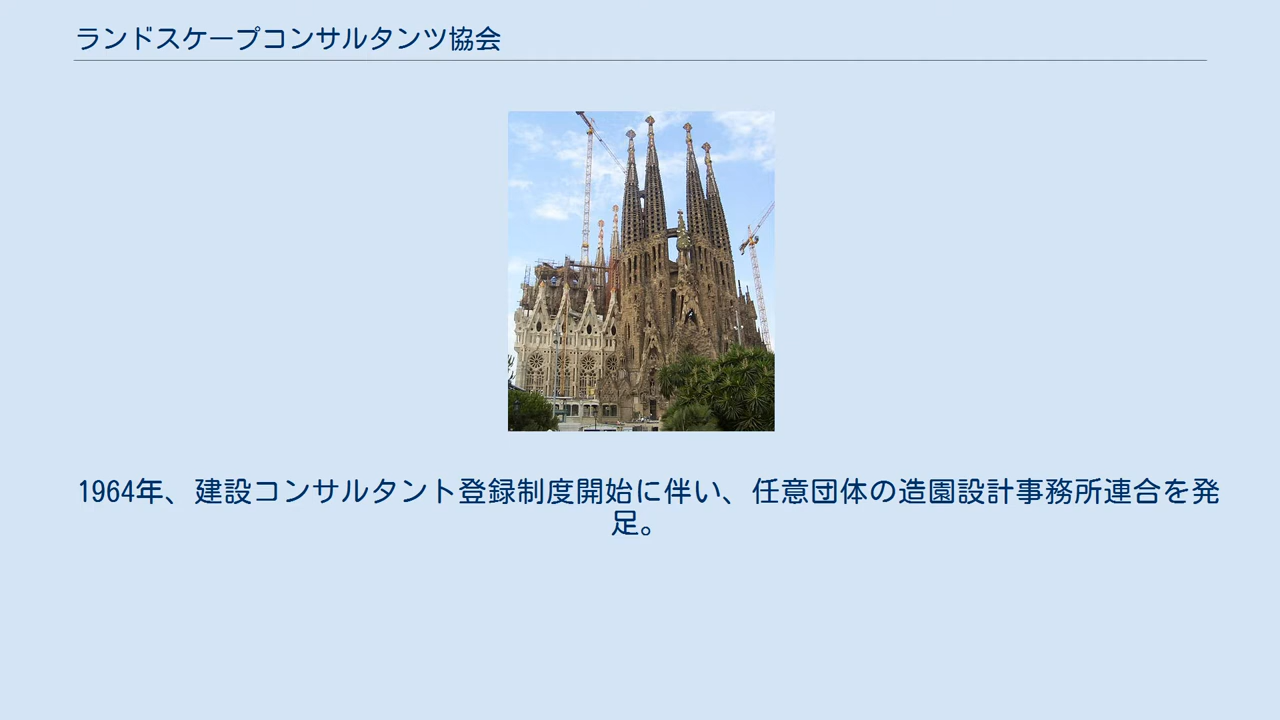 ランドスケープコンサルタンツ協会
1964年、建設コンサルタント登録制度開始に伴い、任意団体の造園設計事務所連合を発
足。